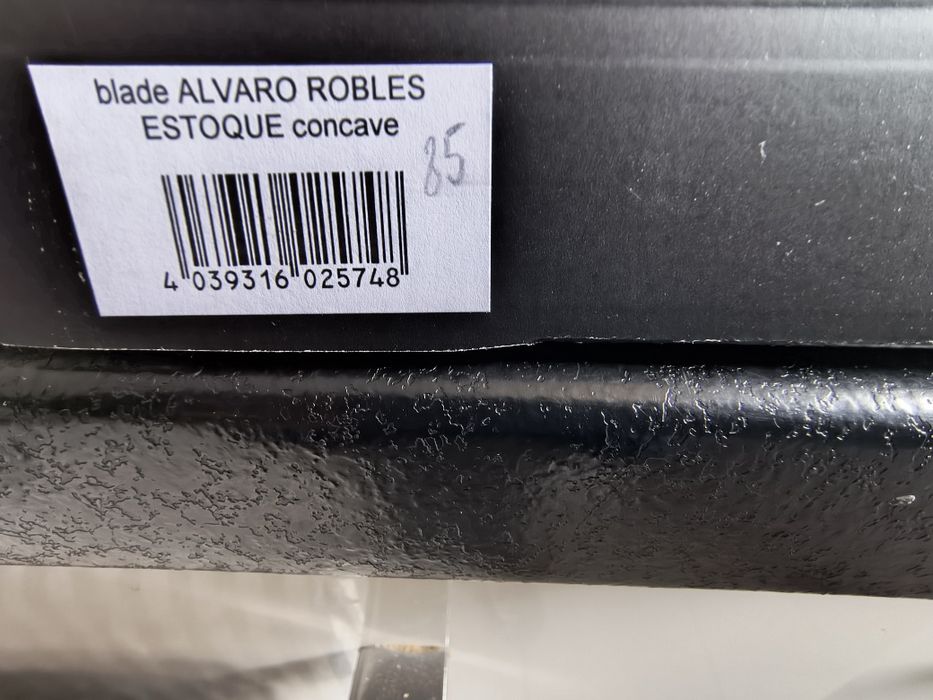 blade ALVARO ROBLES
ESTOQUE concave
85
4 039316 025748